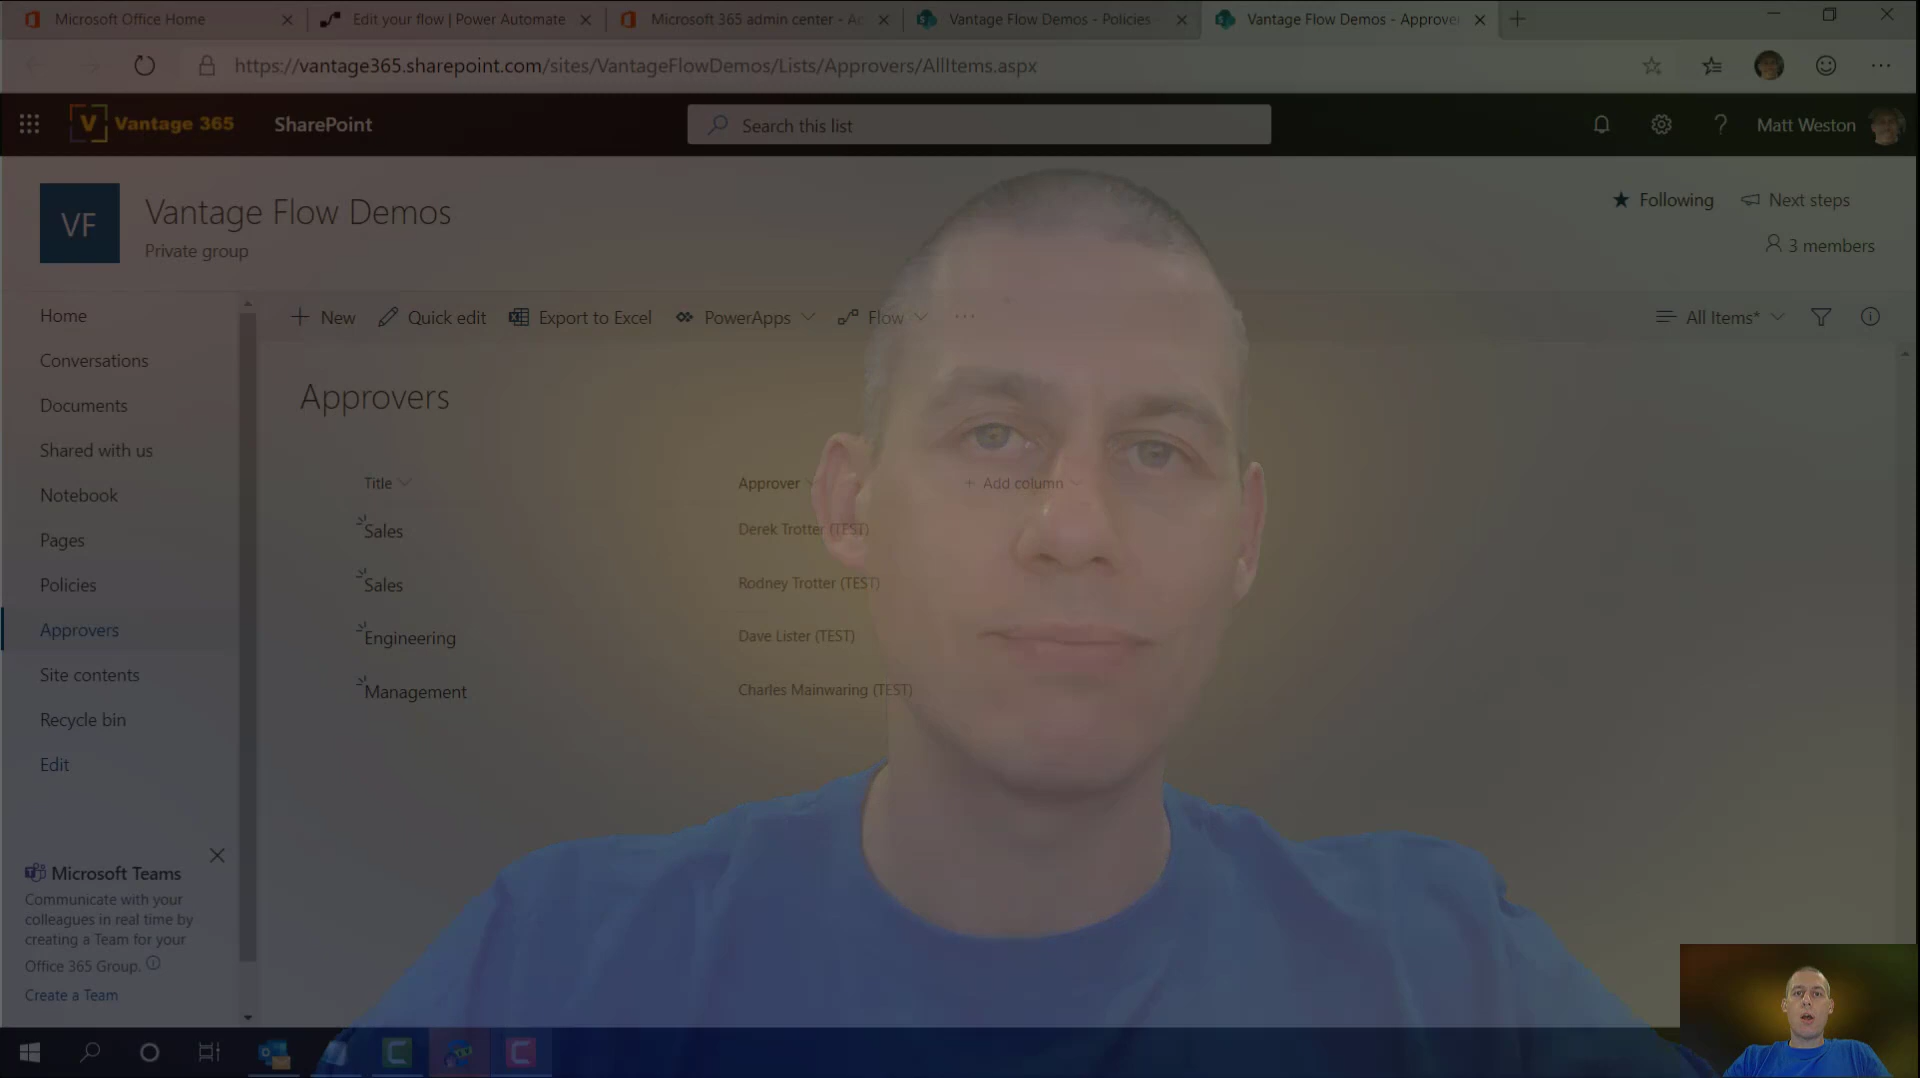 Microsoft Office Home
Edit your flow | Power Automate
Microsoft 365 admin center - Ac
Vantage Flow Demos - Policies
Vantage Flow Demos - Approver
https://vantage365.sharepoint.com/sites/VantageFlowDemos/Lists/Approvers/AllItems.aspx
V Vantage 365
SharePoint
Search this list
Matt Weston
VF
Vantage Flow Demos
Private group
Following
Next steps
3 members
Home
Conversations
Documents
Shared with us
Notebook
Pages
Policies
Approvers
Site contents
Recycle bin
Edit
New
Quick edit
Export to Excel
PowerApps
Flow
All Items*
Approvers
Title
Approver
Add column
Sales
Derek Trotter (TEST)
Sales
Rodney Trotter (TEST)
Engineering
Dave Lister (TEST)
Management
Charles Mainwaring (TEST)
Microsoft Teams
Communicate with your
colleagues in real time by
creating a Team for your
Office 365 Group.
Create a Team